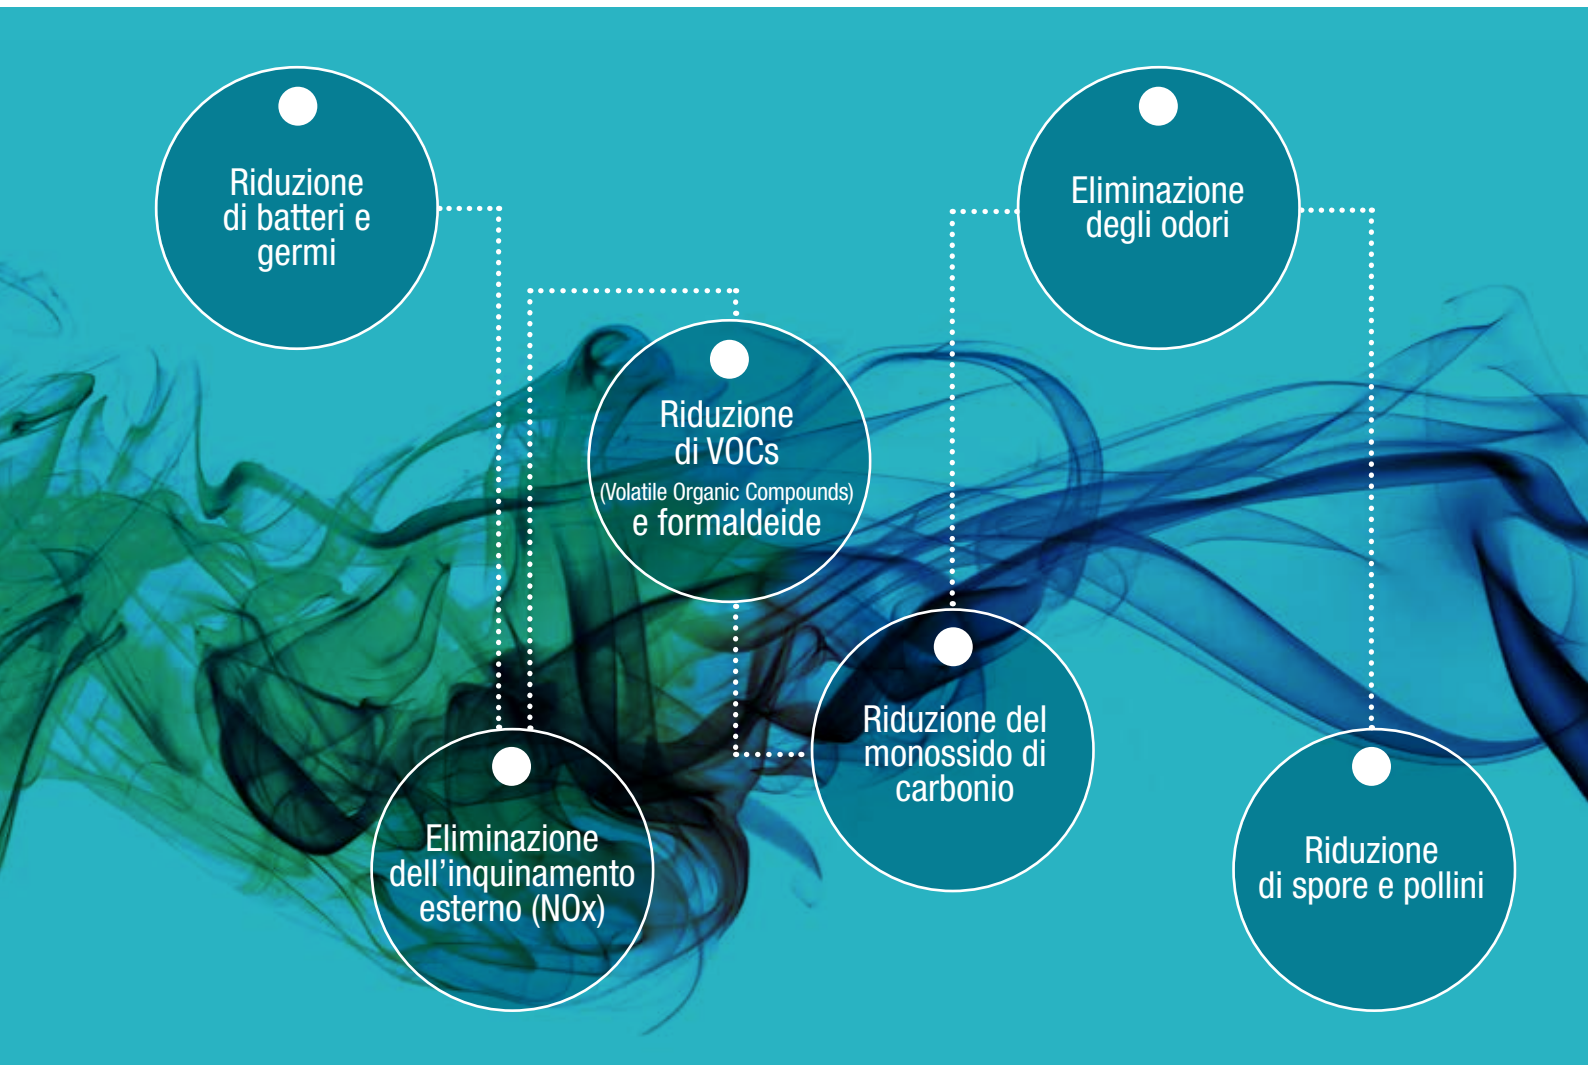 Riduzione
di batteri e
germi
Eliminazione
degli odori
Riduzione
di VOCs
(Volatile Organic Compounds)
e formaldeide
Riduzione del
monossido di
carbonio
Eliminazione
dell’inquinamento
esterno (NOx)
Riduzione
di spore e pollini